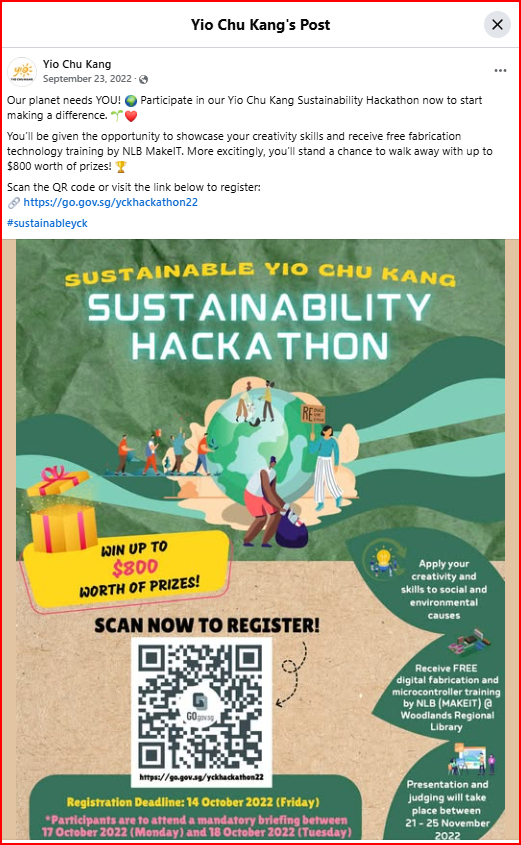 Yio Chu Kang's Post
Yio Chu Kang
September 23, 2022
Our planet needs YOU! 🌍 Participate in our Yio Chu Kang Sustainability Hackathon now to start
making a difference. 🌱❤️
You'll be given the opportunity to showcase your creativity skills and receive free fabrication
technology training by NLB MakeIT. More excitingly, you'll stand a chance to walk away with up to
$800 worth of prizes! 🏆
Scan the QR code or visit the link below to register:
🔗 https://go.gov.sg/yckhackathon22
#sustainableyck
SUSTAINABLE YIO CHU KANG
SUSTAINABILITY
HACKATHON
WIN UP TO
$800
WORTH OF PRIZES!
SCAN NOW TO REGISTER!
GOgov.sg
https://go.gov.sg/yckhackathon22
Registration Deadline: 14 October 2022 (Friday)
*Participants are to attend a mandatory briefing between
17 October 2022 (Monday) and 18 October 2022 (Tuesday)
Apply your
creativity and
skills to social and
environmental
causes
Receive FREE
digital fabrication and
microcontroller training
by NLB (MAKEIT) @
Woodlands Regional
Library
Presentation and
judging will take
place between
21 - 25 November
2022